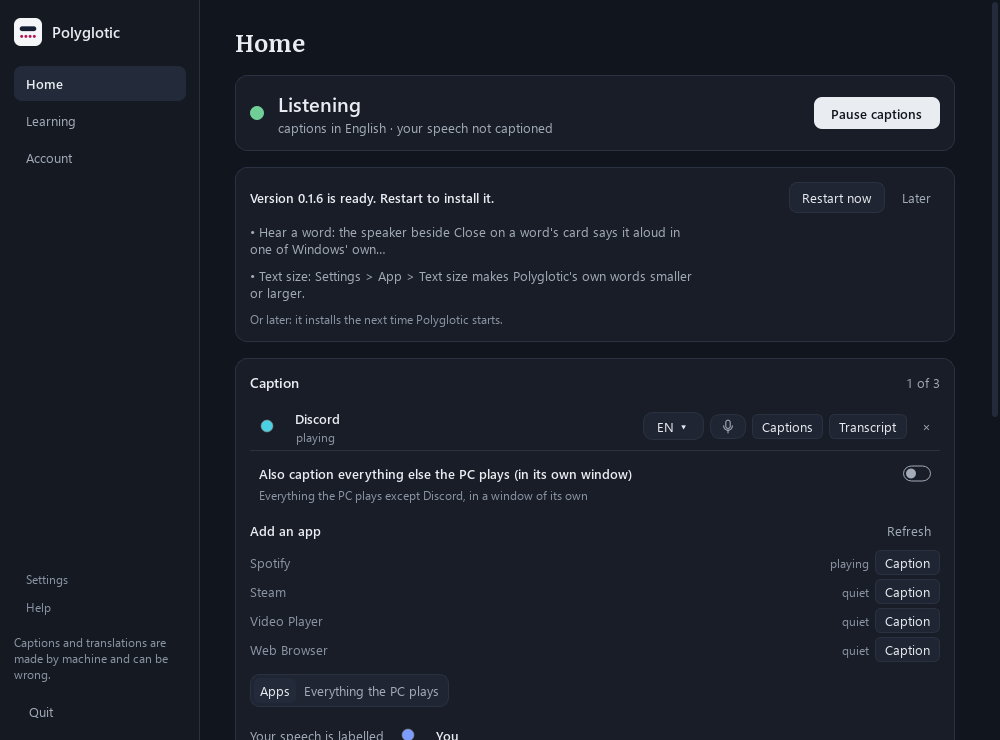 Polyglotic
Home
Learning
Account
Settings
Help
Captions and translations are
made by machine and can be
wrong.
Quit
Home
Listening
captions in English · your speech not captioned
Pause captions
Version 0.1.6 is ready. Restart to install it.
Restart now
Later
• Hear a word: the speaker beside Close on a word's card says it aloud in
one of Windows' own...
• Text size: Settings > App > Text size makes Polyglotic's own words smaller
or larger.
Or later: it installs the next time Polyglotic starts.
Caption
1 of 3
Discord
playing
EN
Captions
Transcript
×
Also caption everything else the PC plays (in its own window)
Everything the PC plays except Discord, in a window of its own
Add an app
Refresh
Spotify
playing
Caption
Steam
quiet
Caption
Video Player
quiet
Caption
Web Browser
quiet
Caption
Apps
Everything the PC plays
Your speech is labelled
You